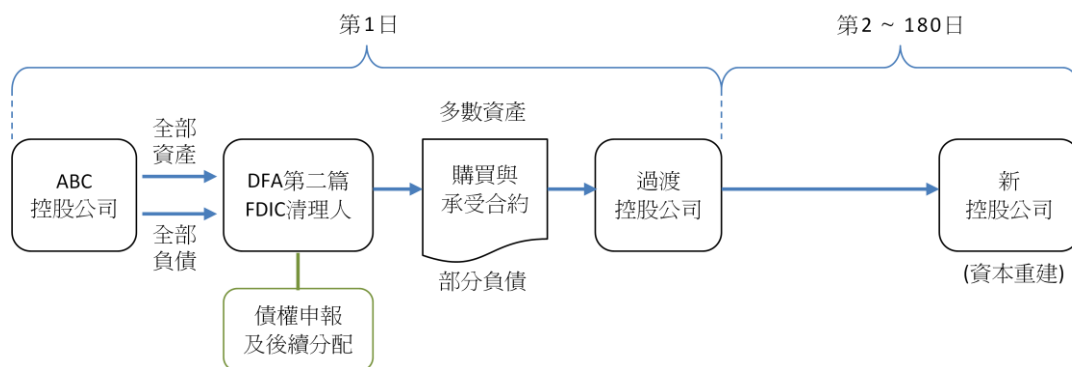 第1日
第2 ~ 180日
ABC
控股公司
全部
資產
全部
負債
DFA第二篇
FDIC清理人
債權申報
及後續分配
多數資產
購買與
承受合約
部分負債
過渡
控股公司
新
控股公司
(資本重建)